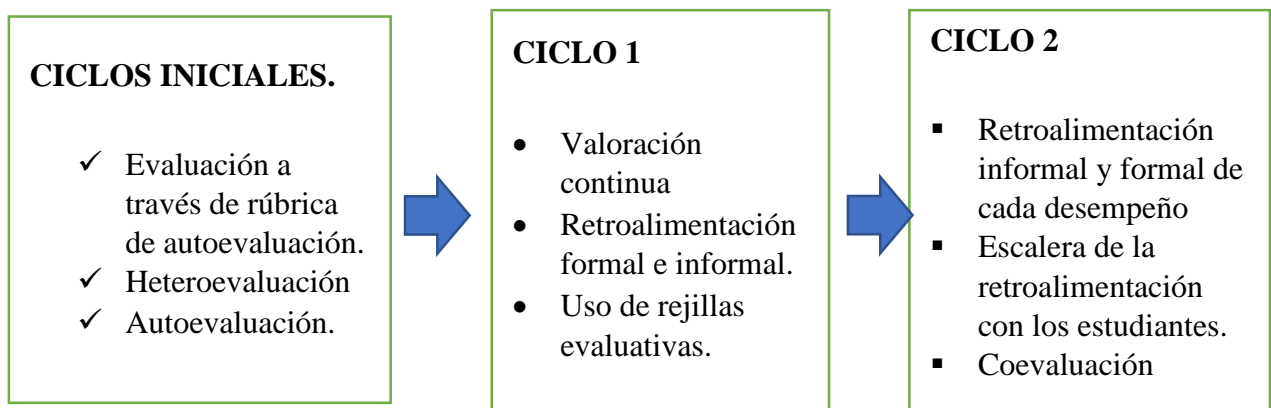 CICLOS INICIALES.
✓ Evaluación a
través de rúbrica
de autoevaluación.
✓ Heteroevaluación
✓ Autoevaluación.
CICLO 1
• Valoración
continua
• Retroalimentación
formal e informal.
• Uso de rejillas
evaluativas.
CICLO 2
▪ Retroalimentación
informal y formal de
cada desempeño
▪ Escalera de la
retroalimentación
con los estudiantes.
▪ Coevaluación